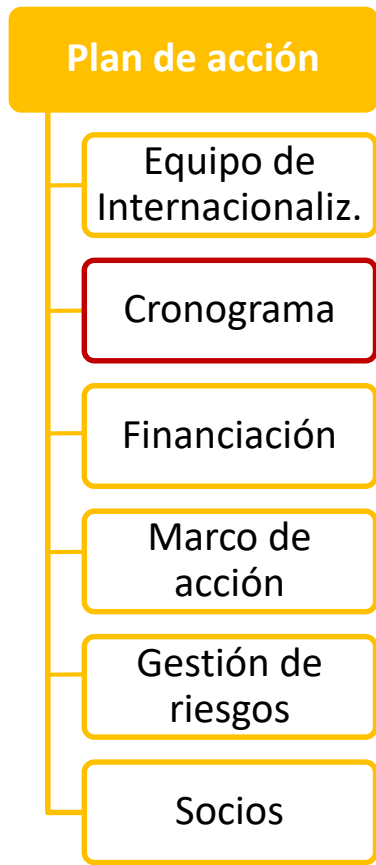 Plan de acción
Equipo de
Internacionaliz.
Cronograma
Financiación
Marco de
acción
Gestión de
riesgos
Socios